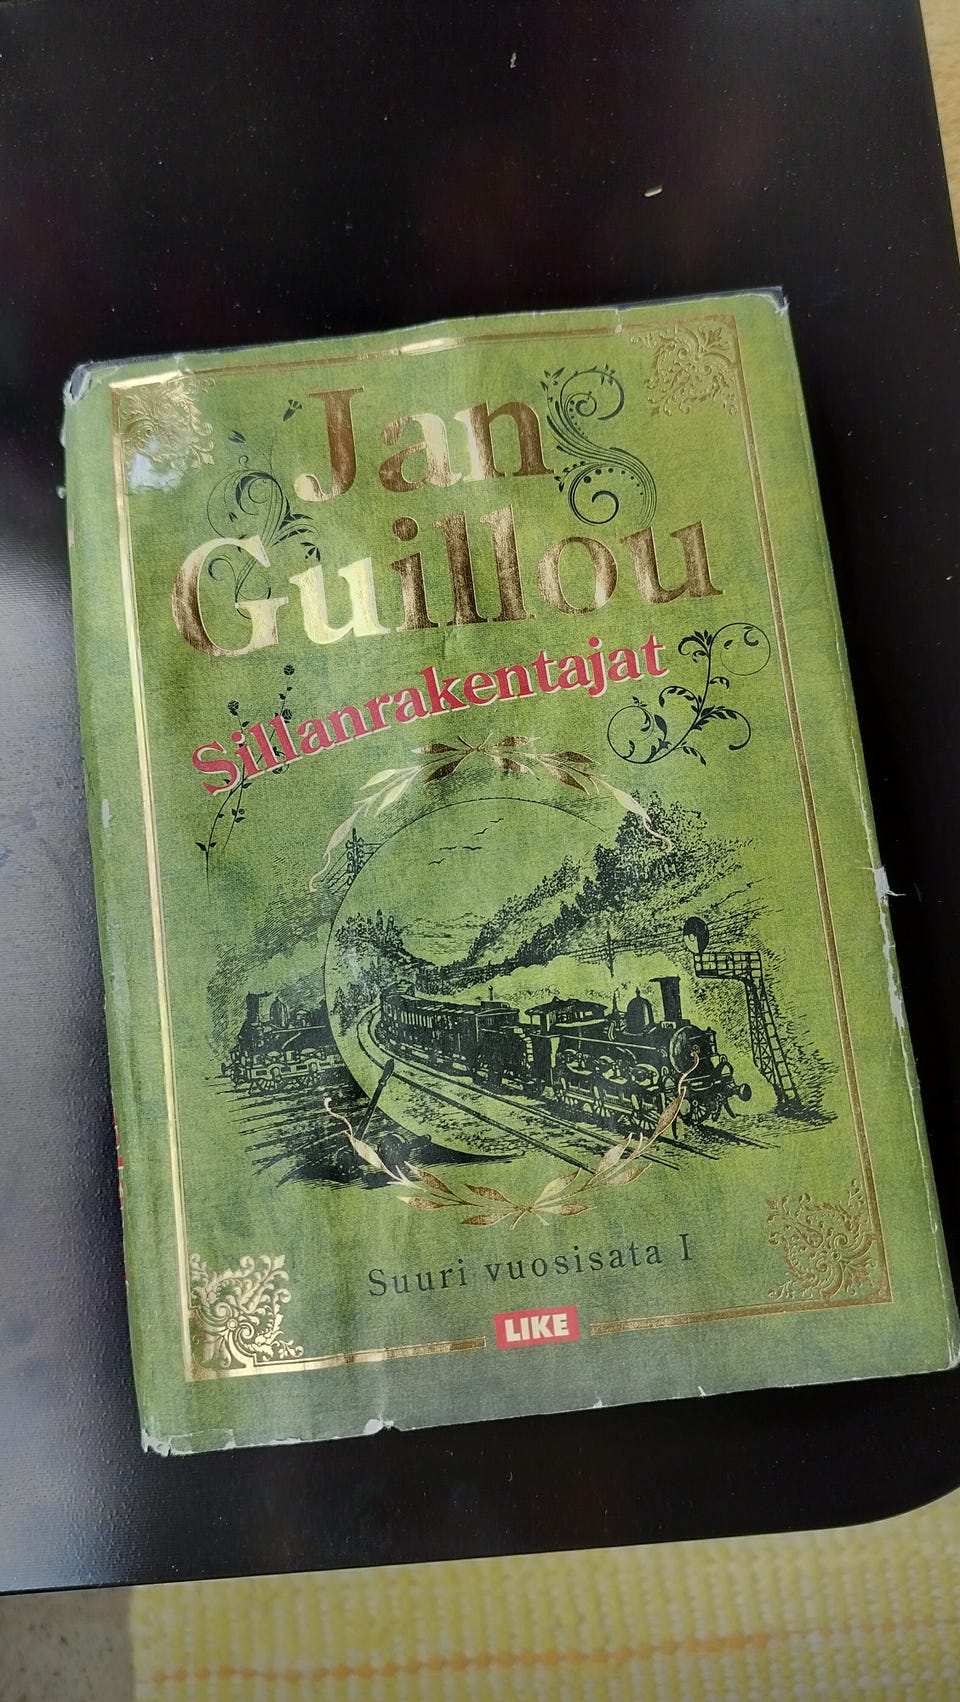 Jan
Guillou
Sillanrakentajat
Suuri vuosisata I
LIKE